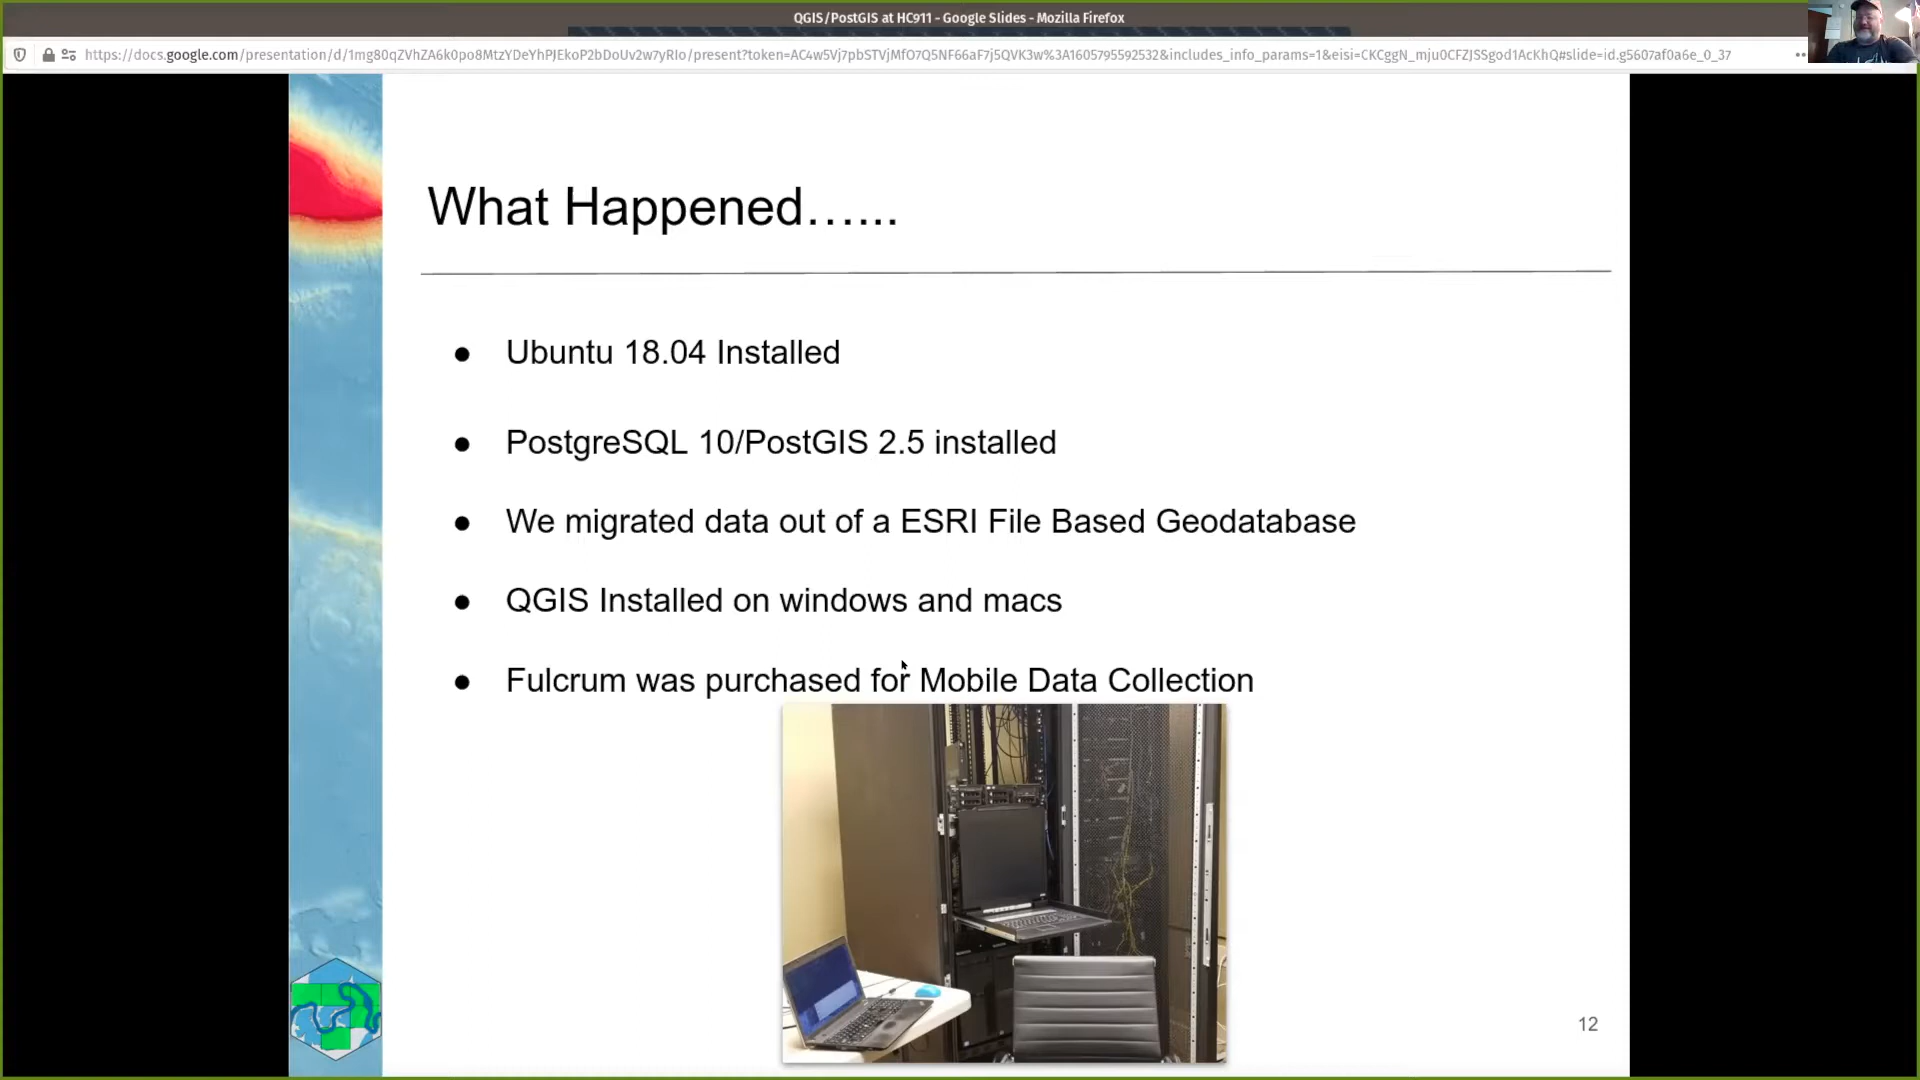 QGIS/PostGIS at HC911 - Google Slides - Mozilla Firefox
https://docs.google.com/presentation/d/1mg80qZVhZA6k0po8MtzYDeYhPJEkoP2bDoUv2w7yRIo/present?token=AC4w5Vj7pbSTVjMfO7Q5NF66aF7j5QVK3w%3A1605795592532&includes_info_params=1&eisi=CKCggN_mju0CFZJSSgod1AcKhQ#slide=id.g5607af0a6e_0_37
What Happened…...
● Ubuntu 18.04 Installed
● PostgreSQL 10/PostGIS 2.5 installed
● We migrated data out of a ESRI File Based Geodatabase
● QGIS Installed on windows and macs
● Fulcrum was purchased for Mobile Data Collection
12